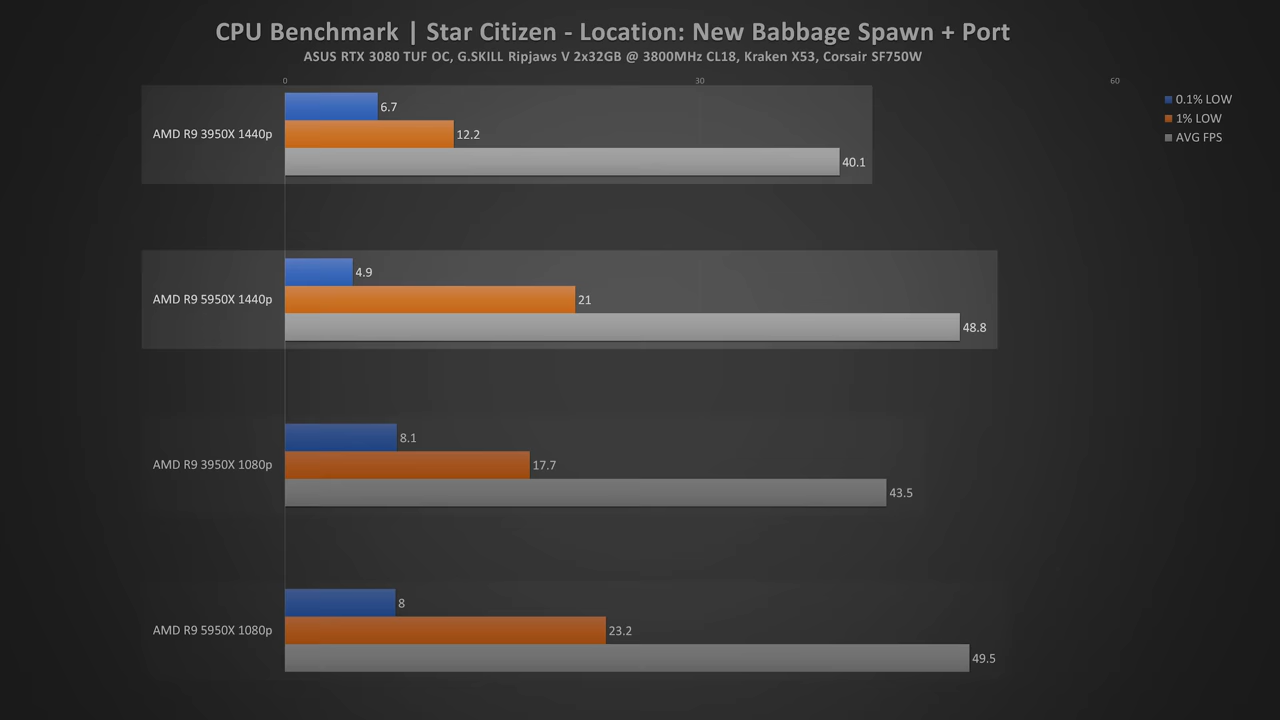 CPU Benchmark | Star Citizen - Location: New Babbage Spawn + Port
ASUS RTX 3080 TUF OC, G.SKILL Ripjaws V 2x32GB @ 3800MHz CL18, Kraken X53, Corsair SF750W
0 30 60
0.1% LOW
1% LOW
AVG FPS
AMD R9 3950X 1440p
6.7
12.2
40.1
AMD R9 5950X 1440p
4.9
21
48.8
AMD R9 3950X 1080p
8.1
17.7
43.5
AMD R9 5950X 1080p
8
23.2
49.5